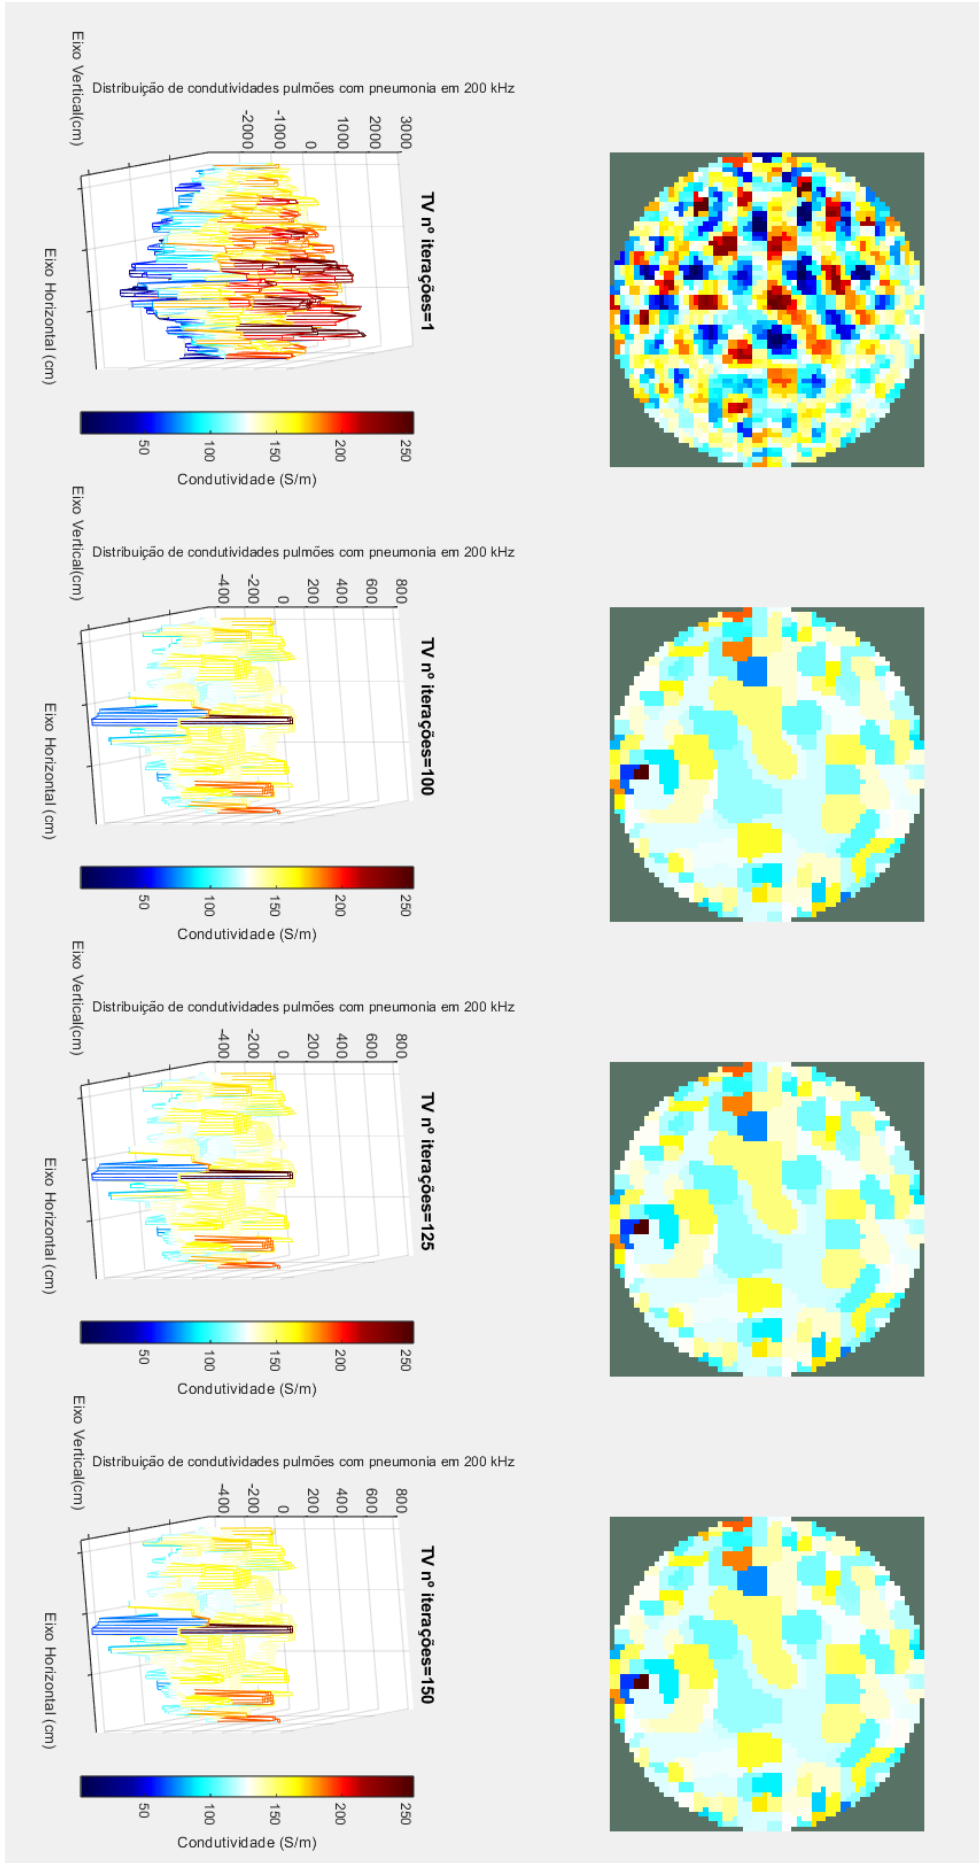 TV nº iterações=1
Distribuição de condutividades pulmões com pneumonia em 200 kHz
3000
2000
1000
0
-1000
-2000
Eixo Vertical(cm)
Eixo Horizontal (cm)
50
100
150
200
250
Condutividade (S/m)
TV nº iterações=100
Distribuição de condutividades pulmões com pneumonia em 200 kHz
800
600
400
200
0
-200
-400
Eixo Vertical(cm)
Eixo Horizontal (cm)
50
100
150
200
250
Condutividade (S/m)
TV nº iterações=125
Distribuição de condutividades pulmões com pneumonia em 200 kHz
800
600
400
200
0
-200
-400
Eixo Vertical(cm)
Eixo Horizontal (cm)
50
100
150
200
250
Condutividade (S/m)
TV nº iterações=150
Distribuição de condutividades pulmões com pneumonia em 200 kHz
800
600
400
200
0
-200
-400
Eixo Vertical(cm)
Eixo Horizontal (cm)
50
100
150
200
250
Condutividade (S/m)